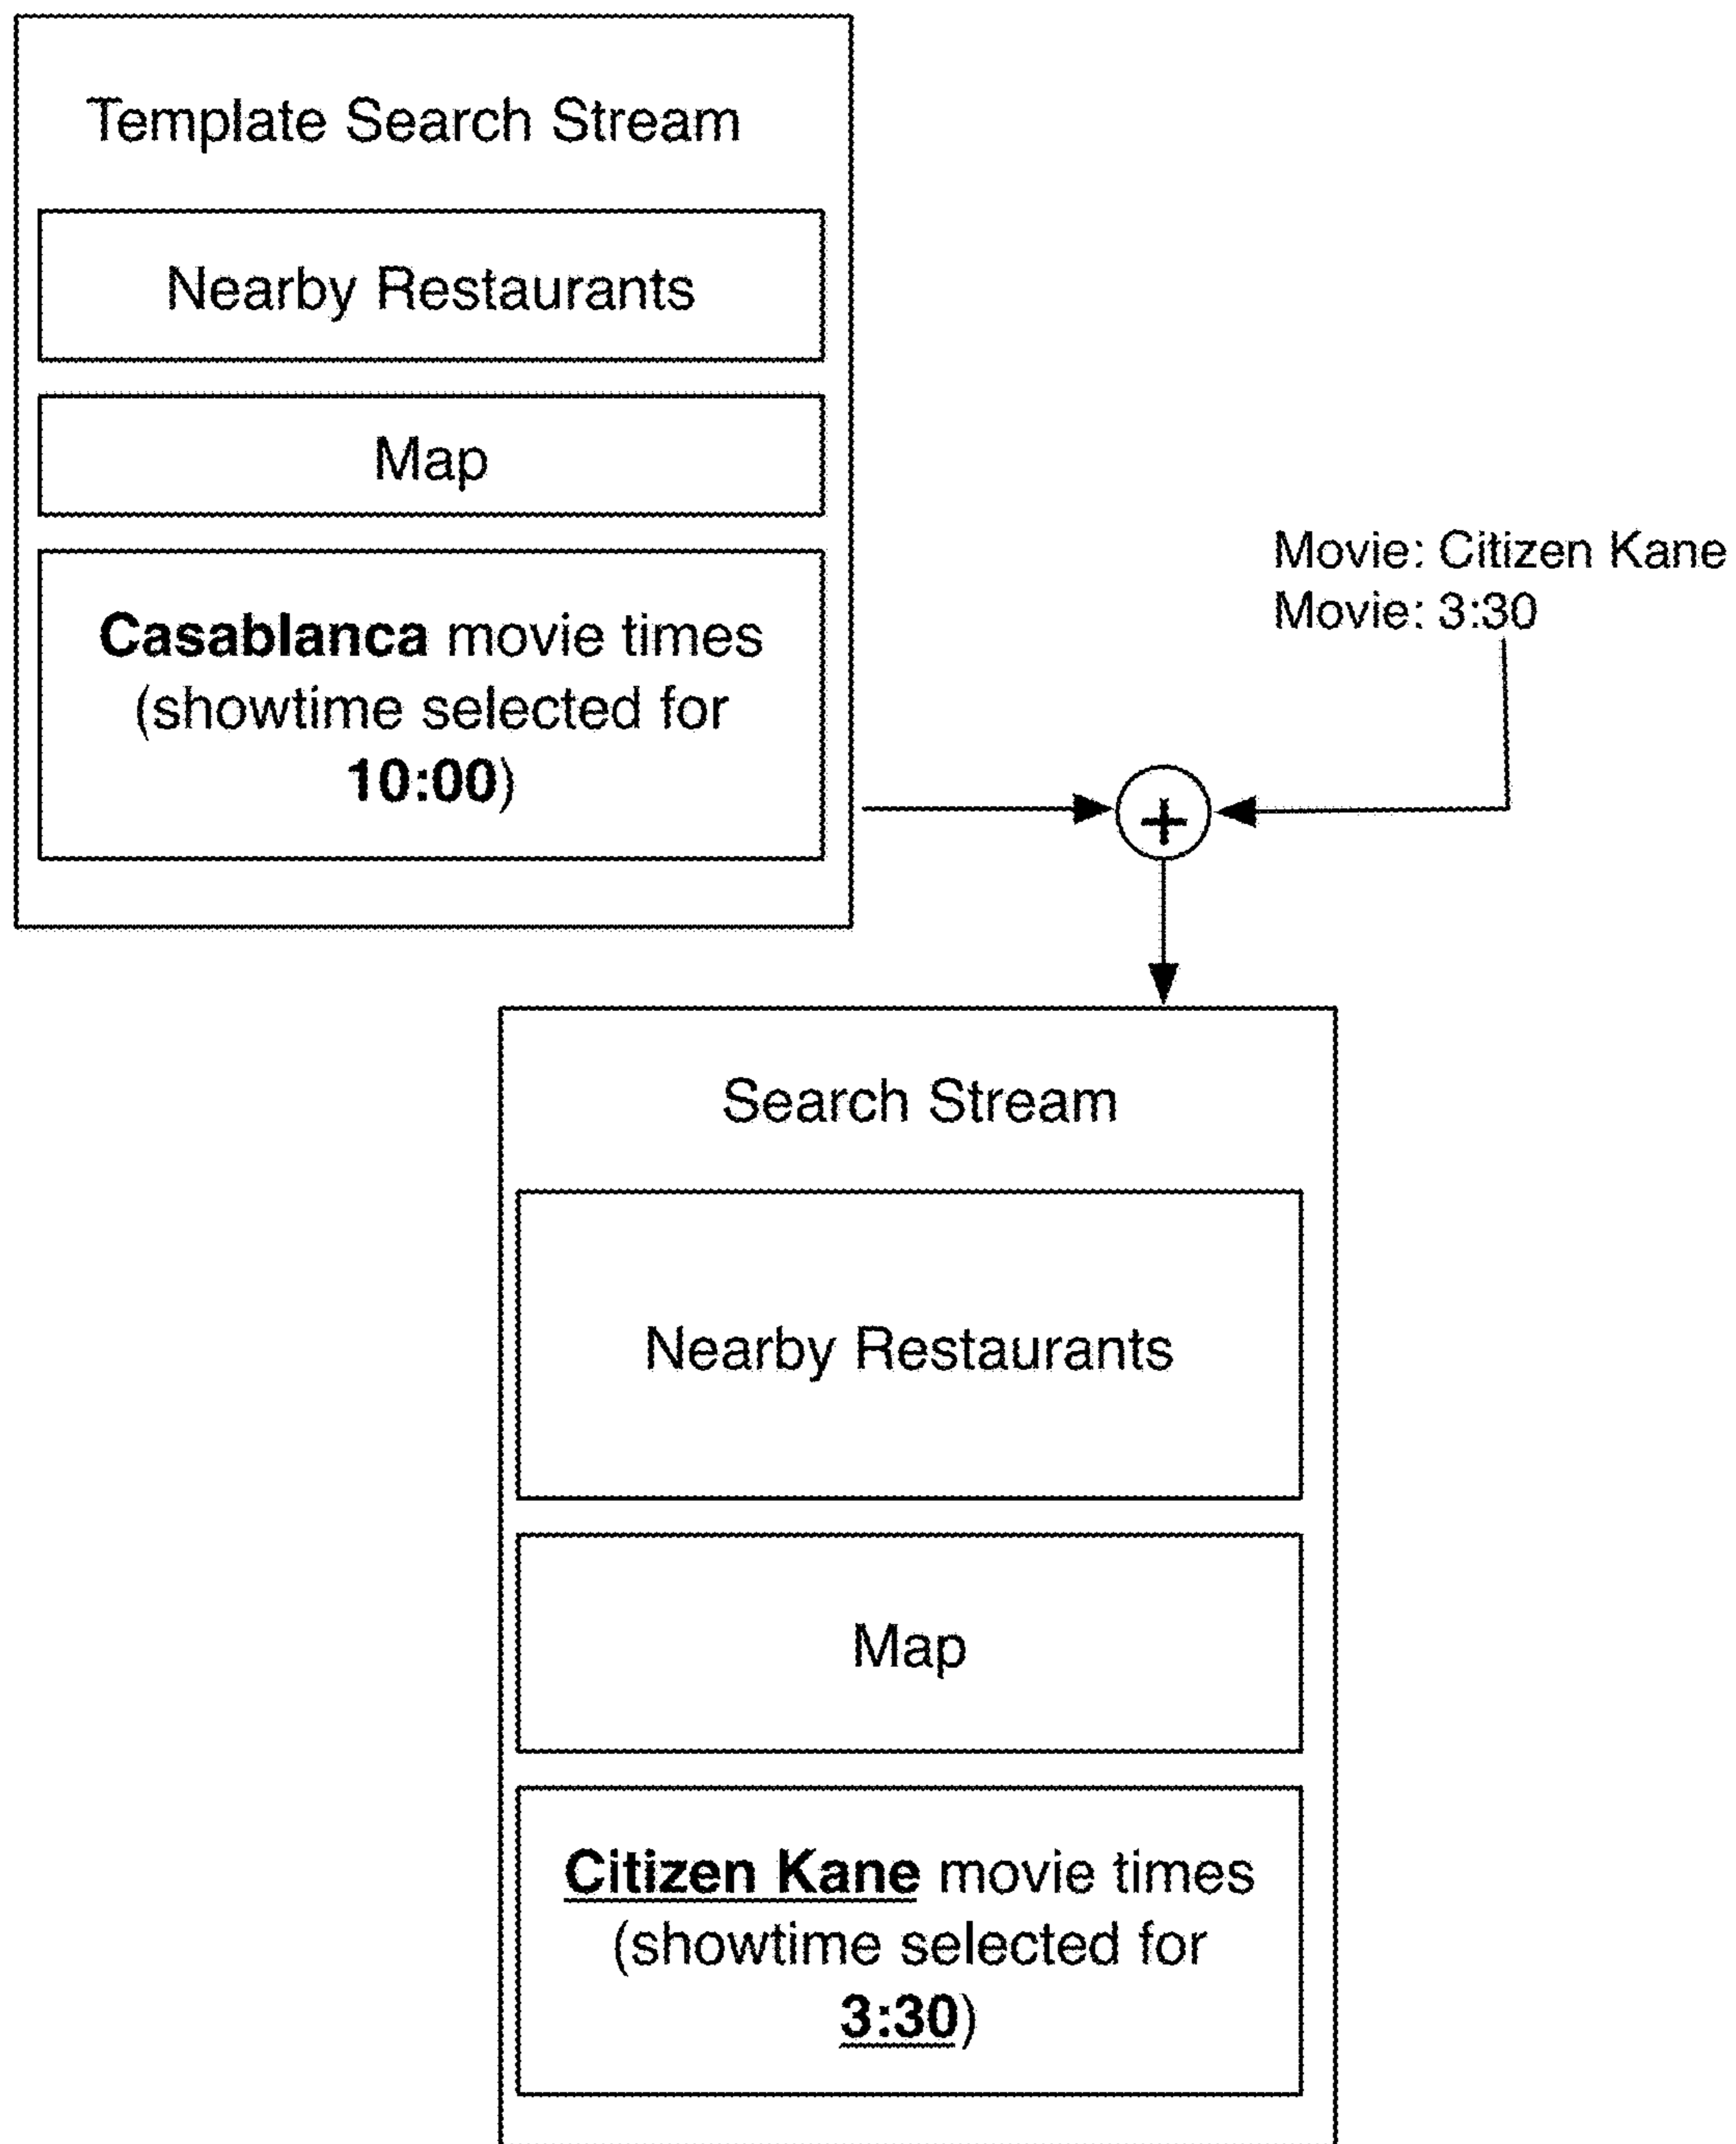 Template Search Stream
Nearby Restaurants
Map
Casablanca movie times
(showtime selected for
10:00)
Movie: Citizen Kane
Movie: 3:30
+
Search Stream
Nearby Restaurants
Map
Citizen Kane movie times
(showtime selected for
3:30)